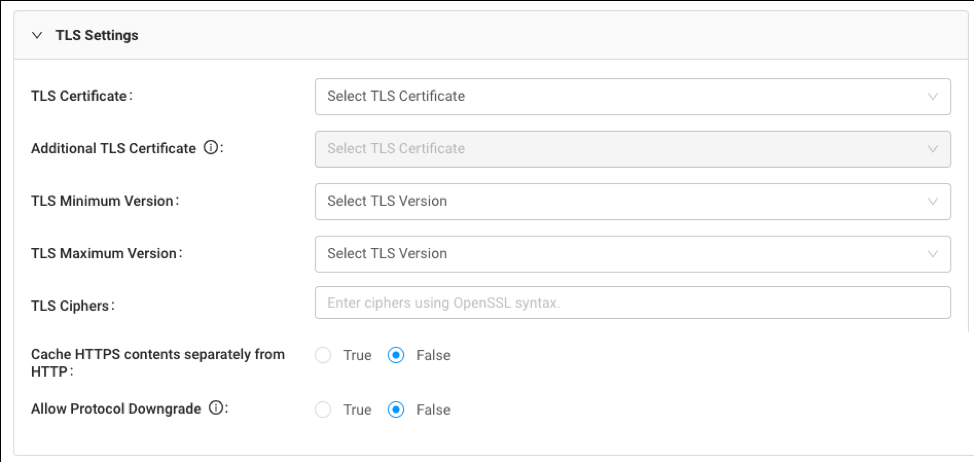 TLS Settings
TLS Certificate:
Select TLS Certificate
Additional TLS Certificate ⓘ:
Select TLS Certificate
TLS Minimum Version:
Select TLS Version
TLS Maximum Version:
Select TLS Version
TLS Ciphers:
Enter ciphers using OpenSSL syntax.
Cache HTTPS contents separately from
HTTP:
True False
Allow Protocol Downgrade ⓘ:
True False